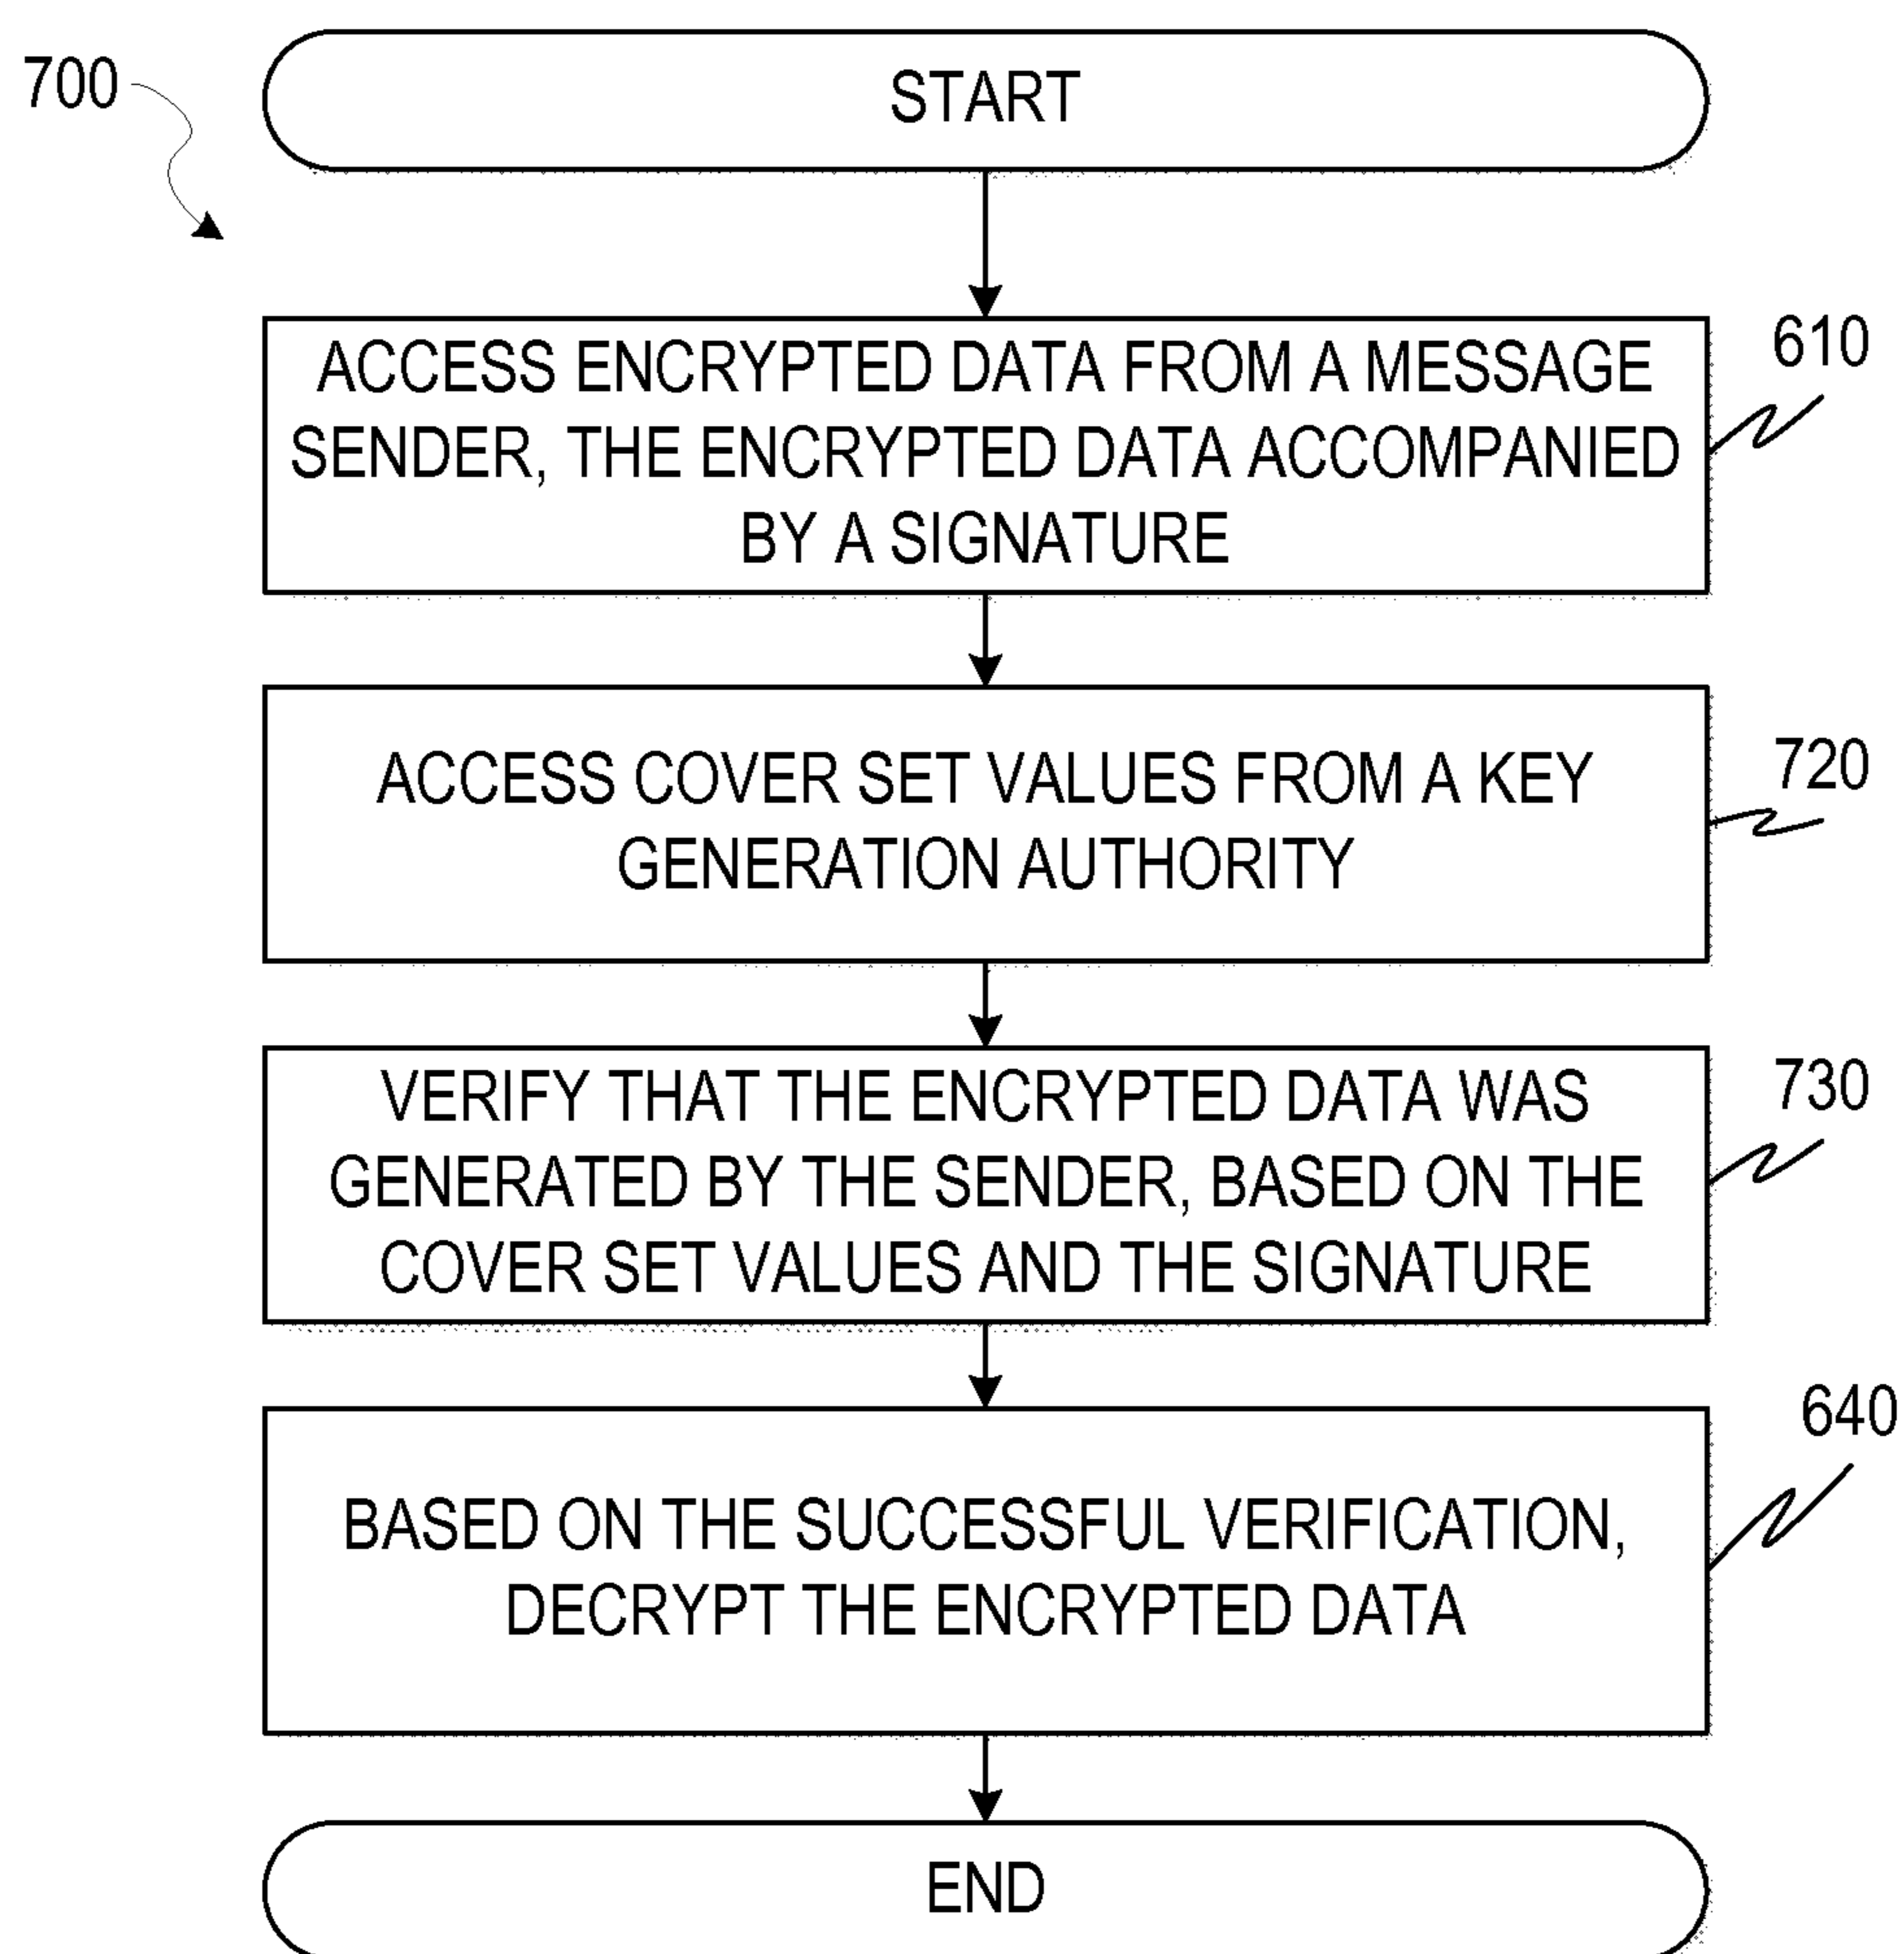 700
START
ACCESS ENCRYPTED DATA FROM A MESSAGE
SENDER, THE ENCRYPTED DATA ACCOMPANIED
BY A SIGNATURE
610
ACCESS COVER SET VALUES FROM A KEY
GENERATION AUTHORITY
720
VERIFY THAT THE ENCRYPTED DATA WAS
GENERATED BY THE SENDER, BASED ON THE
COVER SET VALUES AND THE SIGNATURE
730
BASED ON THE SUCCESSFUL VERIFICATION,
DECRYPT THE ENCRYPTED DATA
640
END